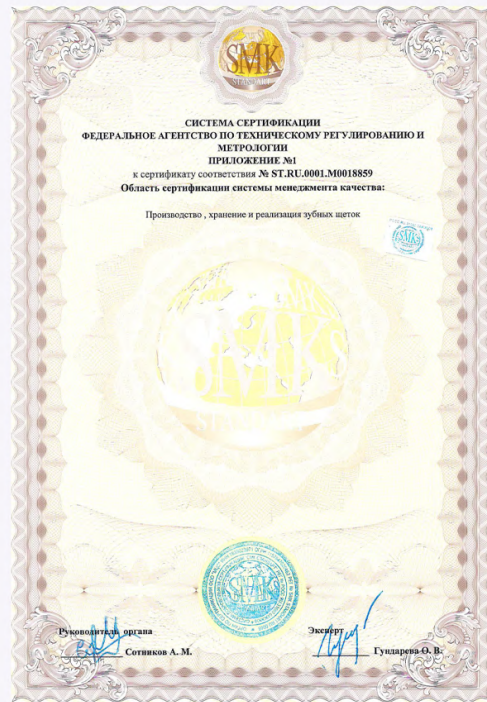 SMK
STANDART
СИСТЕМА СЕРТИФИКАЦИИ
ФЕДЕРАЛЬНОЕ АГЕНТСТВО ПО ТЕХНИЧЕСКОМУ РЕГУЛИРОВАНИЮ И
МЕТРОЛОГИИ
ПРИЛОЖЕНИЕ №1
к сертификату соответствия № ST.RU.0001.M0018859
Область сертификации системы менеджмента качества:
Производство , хранение и реализация зубных щеток
Руководитель органа
Сотников А. М.
Эксперт
Гундарева О. В.